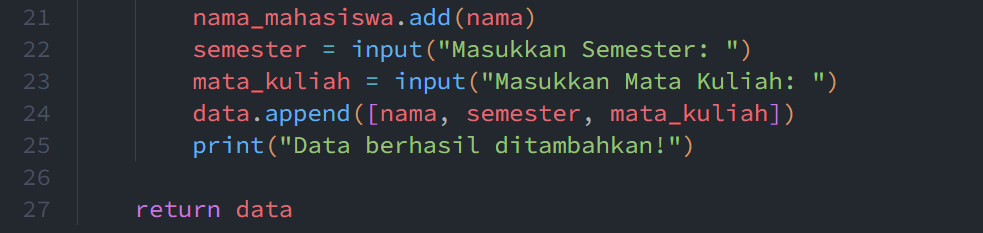 21 nama_mahasiswa.add(nama)
22 semester = input("Masukkan Semester: ")
23 mata_kuliah = input("Masukkan Mata Kuliah: ")
24 data.append([nama, semester, mata_kuliah])
25 print("Data berhasil ditambahkan!")
26
27 return data